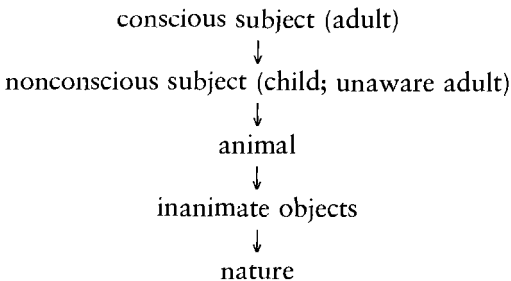 conscious subject (adult)
nonconscious subject (child; unaware adult)
animal
inanimate objects
nature